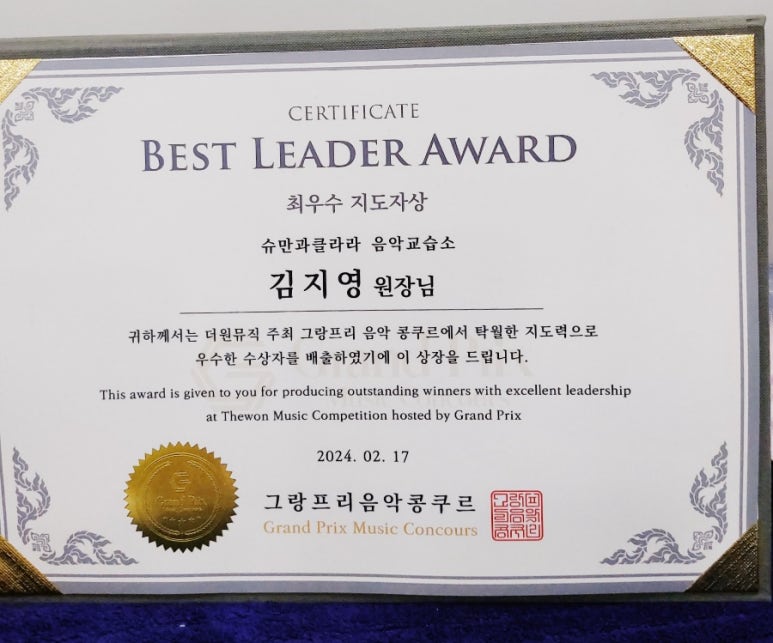 CERTIFICATE
BEST LEADER AWARD
최우수 지도자상
슈만과클라라 음악교습소
김지영 원장님
귀하께서는 더원뮤직 주최 그랑프리 음악 콩쿠르에서 탁월한 지도력으로
우수한 수상자를 배출하였기에 이 상장을 드립니다.
This award is given to you for producing outstanding winners with excellent leadership
at Thewon Music Competition hosted by Grand Prix
2024. 02. 17
그랑프리음악콩쿠르
Grand Prix Music Concours
Grand Prix